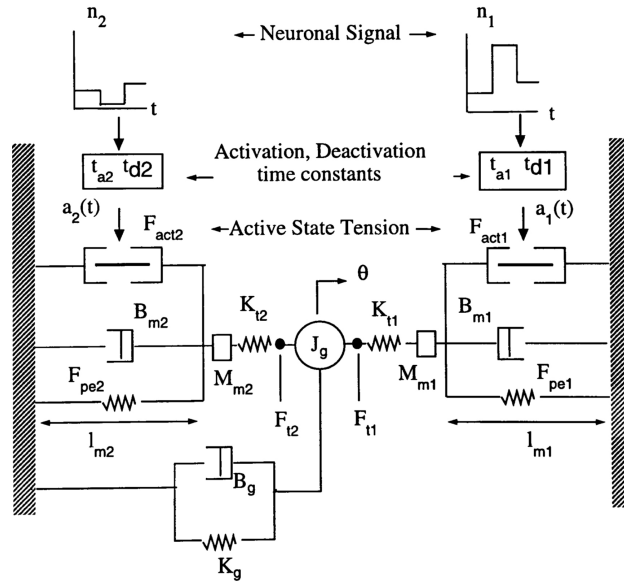 n2 Neuronal Signal n1
t t
ta2 td2 Activation, Deactivation ta1 td1
time constants
a2(t) a1(t)
Fact2 Active State Tension Fact1
θ
Bm2 Kt2 Kt1 Bm1
Jg
Fpe2 Mm2 Mm1 Fpe1
Ft2 Ft1
lm2 lm1
Bg
Kg